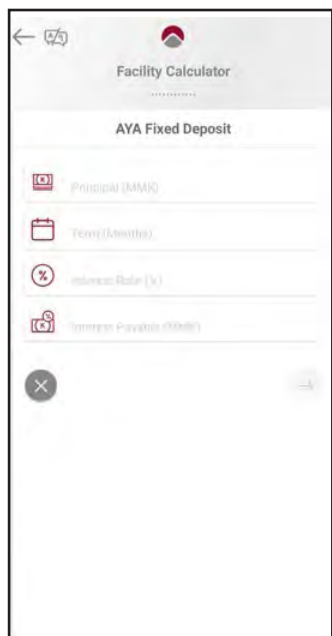 Facility Calculator
AYA Fixed Deposit
Principal (MMK)
Term (Months)
Interest Rate (%)
Interest Payable (MMK)